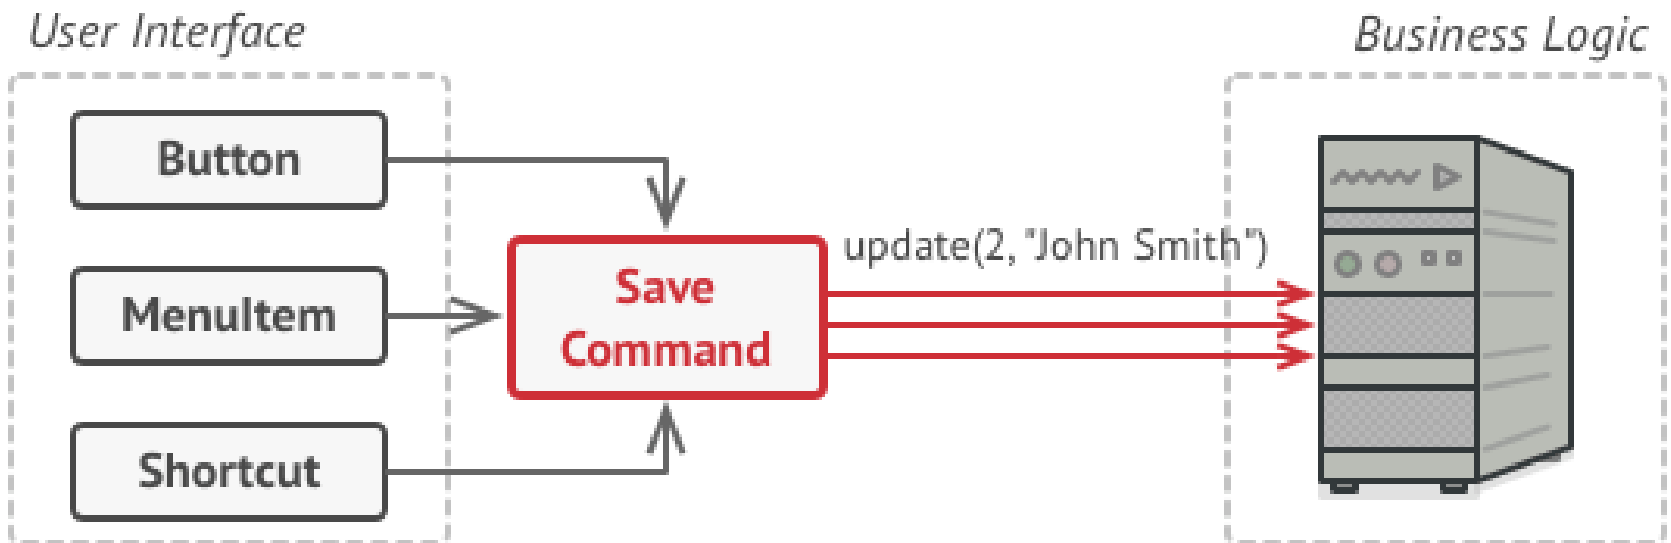 User Interface
Business Logic
Button
update(2, "John Smith")
Save
Command
MenuItem
Shortcut